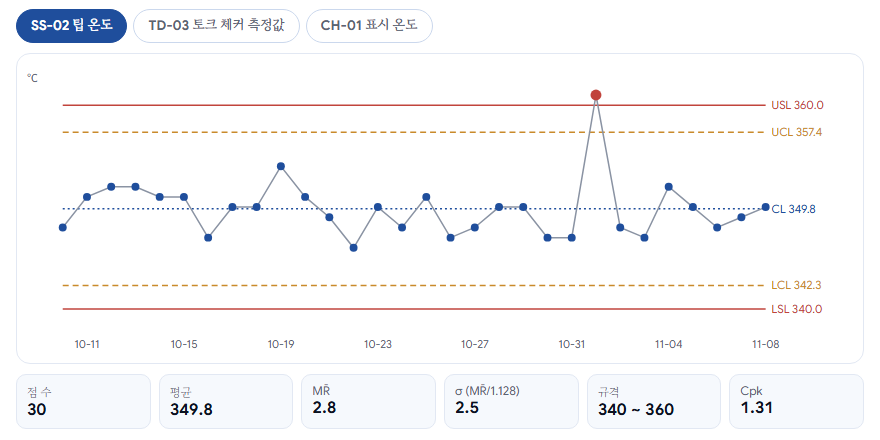 SS-02 팁 온도
TD-03 토크 체커 측정값
CH-01 표시 온도
℃
USL 360.0
UCL 357.4
CL 349.8
LCL 342.3
LSL 340.0
10-11 10-15 10-19 10-23 10-27 10-31 11-04 11-08
점 수
30
평균
349.8
MR̄
2.8
σ (MR̄/1.128)
2.5
규격
340 ~ 360
Cpk
1.31